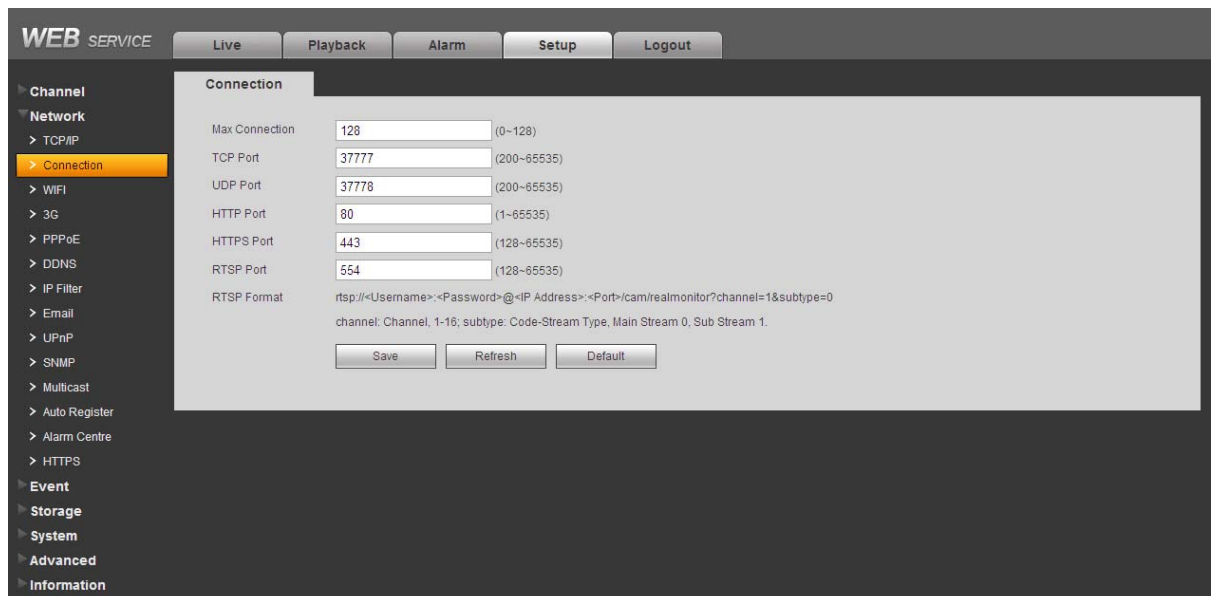 WEB SERVICE
Live
Playback
Alarm
Setup
Logout
Channel
Network
> TCP/IP
> Connection
> WIFI
> 3G
> PPPoE
> DDNS
> IP Filter
> Email
> UPnP
> SNMP
> Multicast
> Auto Register
> Alarm Centre
> HTTPS
Event
Storage
System
Advanced
Information
Connection
Max Connection 128 (0~128)
TCP Port 37777 (200~65535)
UDP Port 37778 (200~65535)
HTTP Port 80 (1~65535)
HTTPS Port 443 (128~65535)
RTSP Port 554 (128~65535)
RTSP Format rtsp://<Username>:<Password>@<IP Address>:<Port>/cam/realmonitor?channel=1&subtype=0
channel: Channel, 1-16; subtype: Code-Stream Type, Main Stream 0, Sub Stream 1.
Save Refresh Default